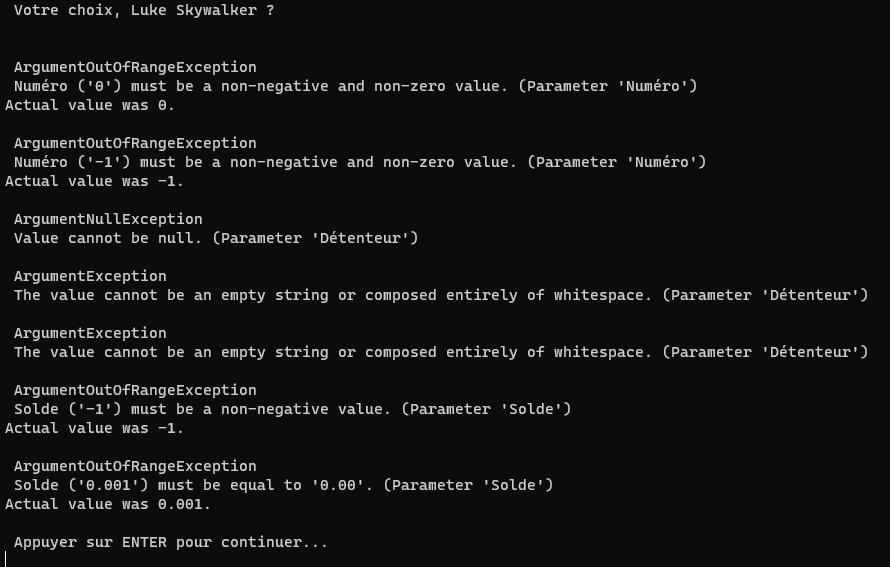 Votre choix, Luke Skywalker ?
ArgumentOutOfRangeException
Numéro ('0') must be a non-negative and non-zero value. (Parameter 'Numéro')
Actual value was 0.
ArgumentOutOfRangeException
Numéro ('-1') must be a non-negative and non-zero value. (Parameter 'Numéro')
Actual value was -1.
ArgumentNullException
Value cannot be null. (Parameter 'Détenteur')
ArgumentException
The value cannot be an empty string or composed entirely of whitespace. (Parameter 'Détenteur')
ArgumentException
The value cannot be an empty string or composed entirely of whitespace. (Parameter 'Détenteur')
ArgumentOutOfRangeException
Solde ('-1') must be a non-negative value. (Parameter 'Solde')
Actual value was -1.
ArgumentOutOfRangeException
Solde ('0.001') must be equal to '0.00'. (Parameter 'Solde')
Actual value was 0.001.
Appuyer sur ENTER pour continuer...